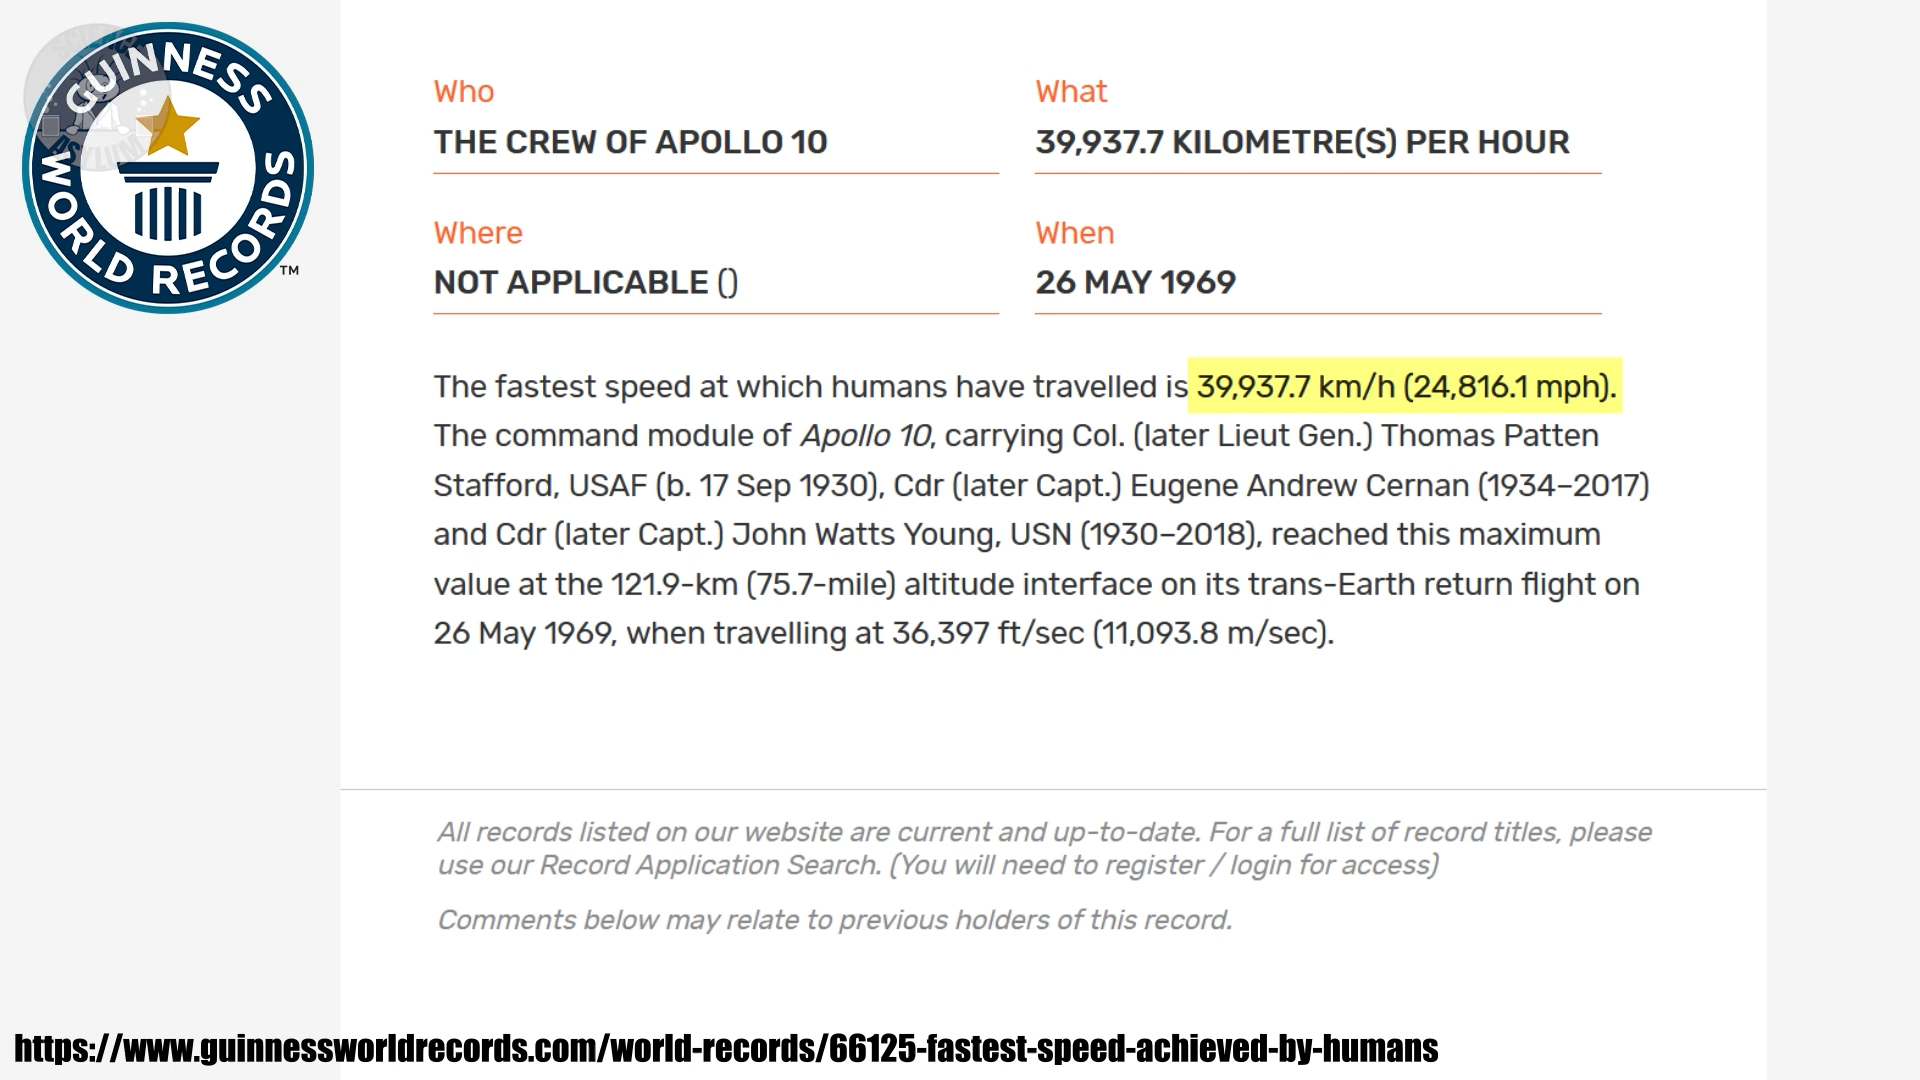 GUINNESS
WORLD RECORDS
TM
ASYLUM
Who
THE CREW OF APOLLO 10
What
39,937.7 KILOMETRE(S) PER HOUR
Where
NOT APPLICABLE ()
When
26 MAY 1969
The fastest speed at which humans have travelled is 39,937.7 km/h (24,816.1 mph).
The command module of Apollo 10, carrying Col. (later Lieut Gen.) Thomas Patten
Stafford, USAF (b. 17 Sep 1930), Cdr (later Capt.) Eugene Andrew Cernan (1934–2017)
and Cdr (later Capt.) John Watts Young, USN (1930–2018), reached this maximum
value at the 121.9-km (75.7-mile) altitude interface on its trans-Earth return flight on
26 May 1969, when travelling at 36,397 ft/sec (11,093.8 m/sec).
All records listed on our website are current and up-to-date. For a full list of record titles, please
use our Record Application Search. (You will need to register / login for access)
Comments below may relate to previous holders of this record.
https://www.guinnessworldrecords.com/world-records/66125-fastest-speed-achieved-by-humans